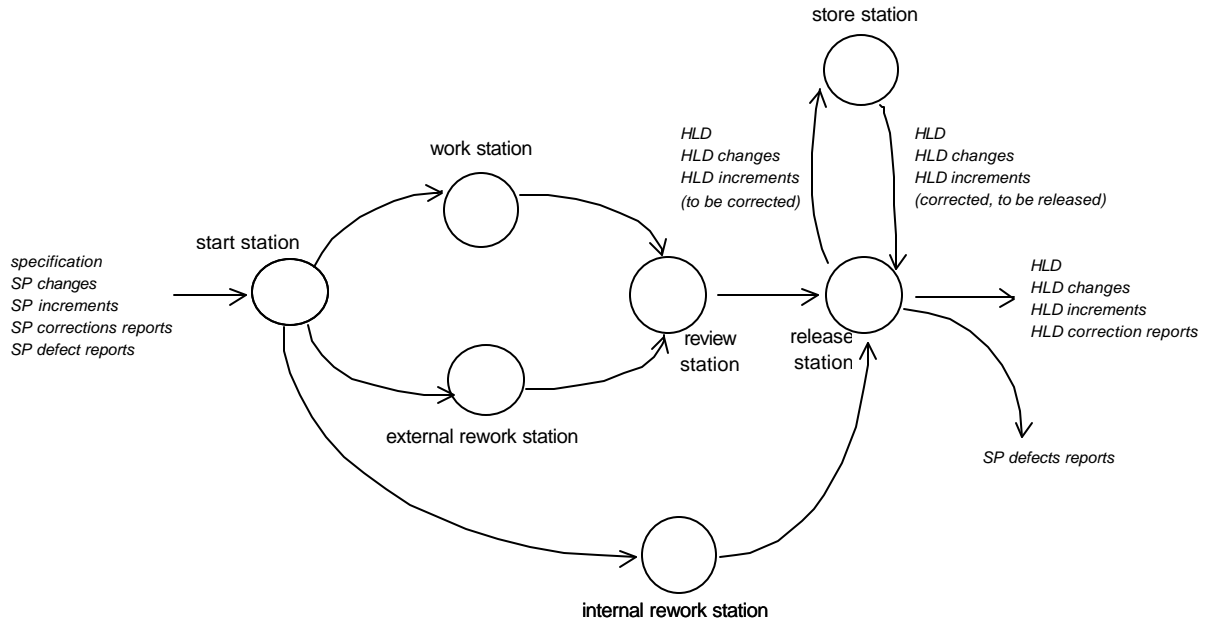 store station
HLD
HLD changes
HLD increments
(to be corrected)
HLD
HLD changes
HLD increments
(corrected, to be released)
work station
start station
specification
SP changes
SP increments
SP corrections reports
SP defect reports
review
station
release
station
HLD
HLD changes
HLD increments
HLD correction reports
external rework station
SP defects reports
internal rework station